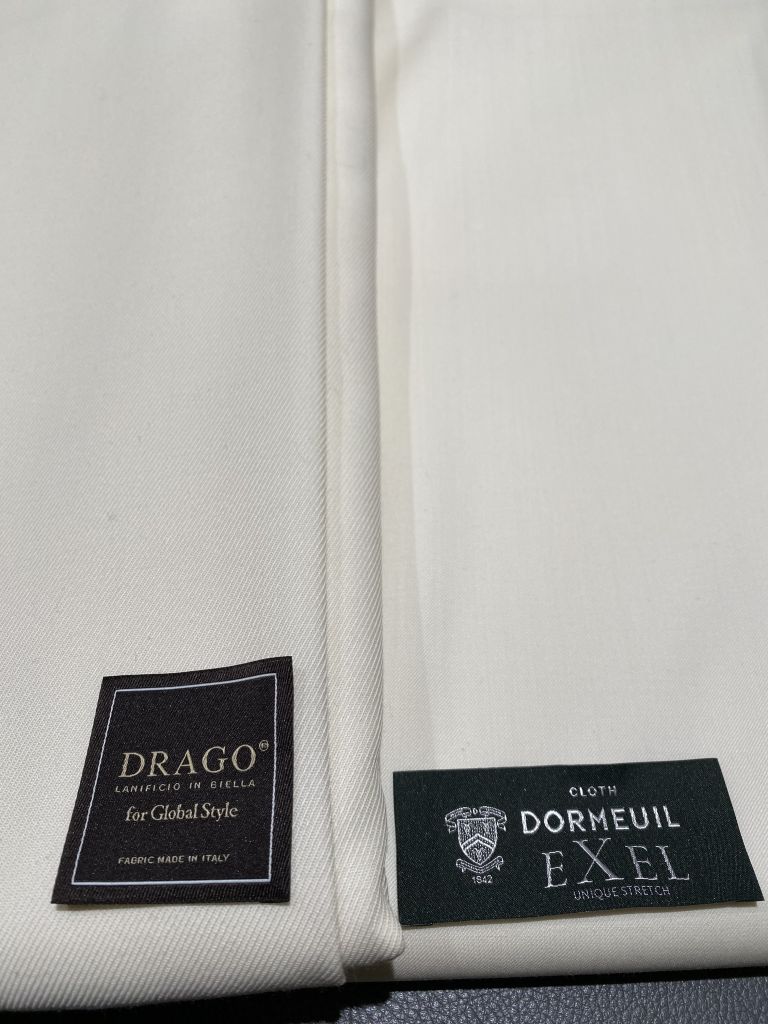 DRAGO®
LANIFICIO IN BIELLA
for Global Style
FABRIC MADE IN ITALY
CLOTH
DORMEUIL
EXEL
UNIQUE STRETCH
1842